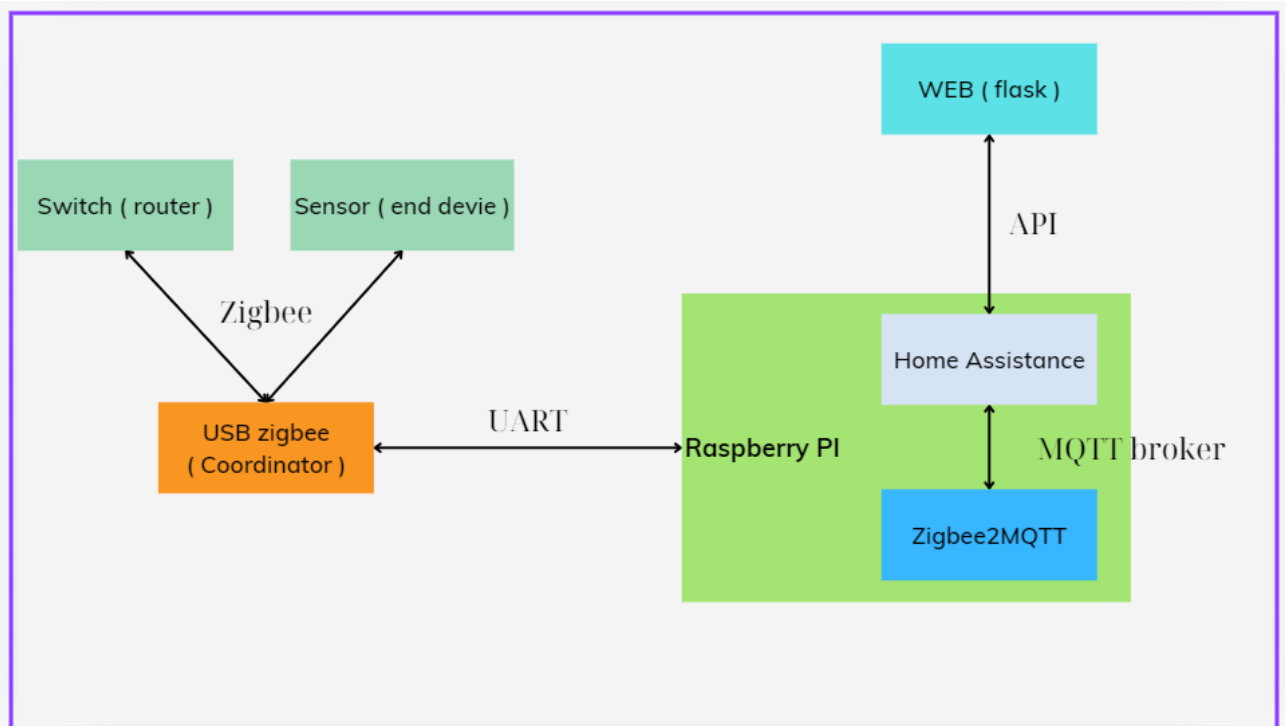 WEB ( flask )
Switch ( router )
Sensor ( end devie )
API
Zigbee
Home Assistance
USB zigbee
( Coordinator )
UART
Raspberry PI
MQTT broker
Zigbee2MQTT